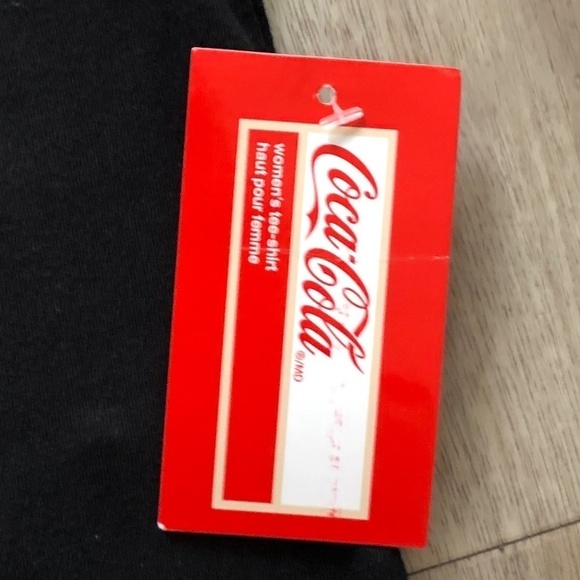 Coca-Cola ®/MD
women's tee-shirt
haut pour femme